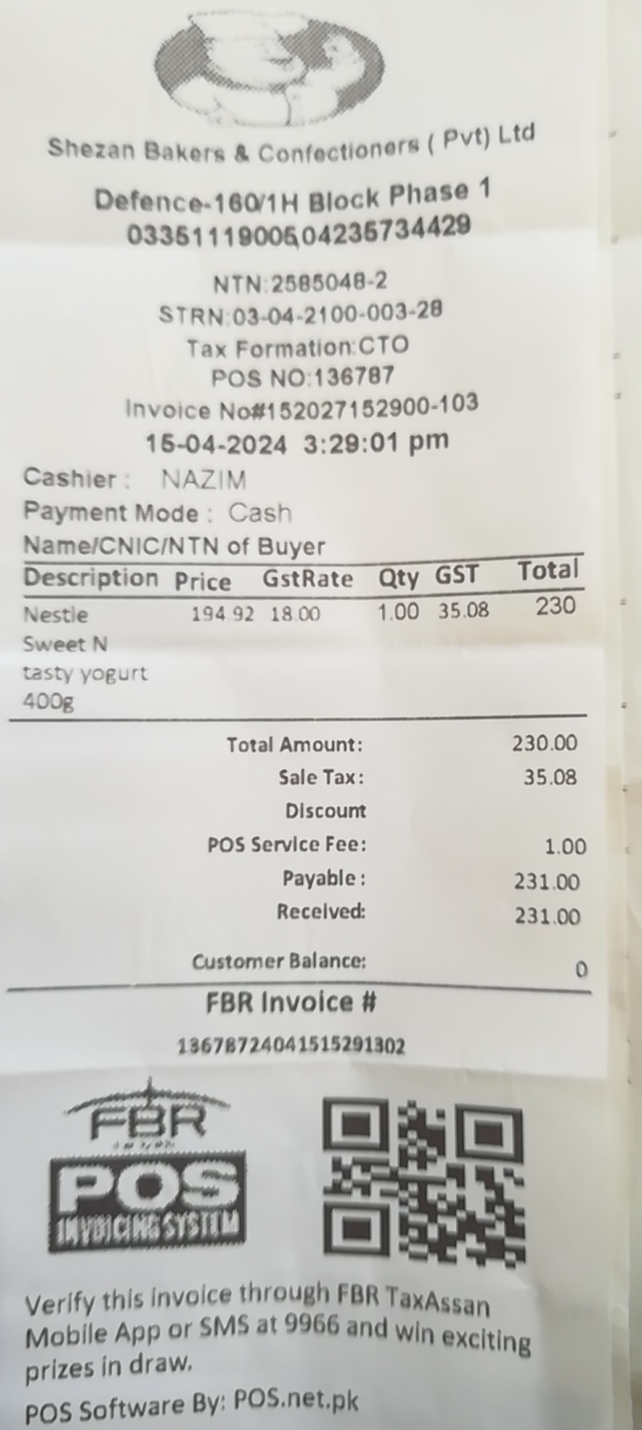 Shezan Bakers & Confectioners ( Pvt) Ltd
Defence-160/1H Block Phase 1
03351119005,04235734429
NTN:2585048-2
STRN:03-04-2100-003-28
Tax Formation:CTO
POS NO:136787
Invoice No#152027152900-103
15-04-2024 3:29:01 pm
Cashier : NAZIM
Payment Mode : Cash
Name/CNIC/NTN of Buyer
Description Price GstRate Qty GST Total
Nestle 194.92 18.00 1.00 35.08 230
Sweet N
tasty yogurt
400g
Total Amount: 230.00
Sale Tax: 35.08
Discount
POS Service Fee: 1.00
Payable: 231.00
Received: 231.00
Customer Balance: 0
FBR Invoice #
13678724041515291302
FBR
POS
INVOICING SYSTEM
Verify this invoice through FBR TaxAssan
Mobile App or SMS at 9966 and win exciting
prizes in draw.
POS Software By: POS.net.pk